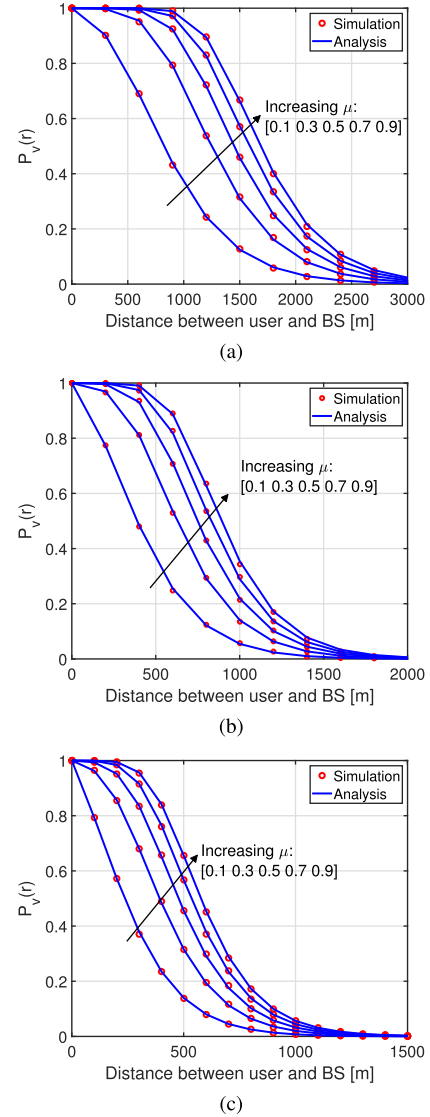 1
0.8
0.6
0.4
0.2
0
P_v(r)
Simulation
Analysis
Increasing μ:
[0.1 0.3 0.5 0.7 0.9]
0 500 1000 1500 2000 2500 3000
Distance between user and BS [m]
(a)
1
0.8
0.6
0.4
0.2
0
P_v(r)
Simulation
Analysis
Increasing μ:
[0.1 0.3 0.5 0.7 0.9]
0 500 1000 1500 2000
Distance between user and BS [m]
(b)
1
0.8
0.6
0.4
0.2
0
P_v(r)
Simulation
Analysis
Increasing μ:
[0.1 0.3 0.5 0.7 0.9]
0 500 1000 1500
Distance between user and BS [m]
(c)